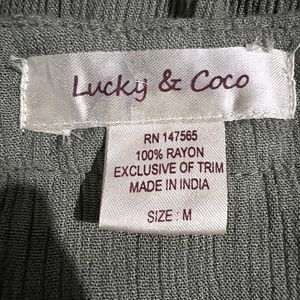 Lucky & Coco
RN 147565
100% RAYON
EXCLUSIVE OF TRIM
MADE IN INDIA
SIZE : M